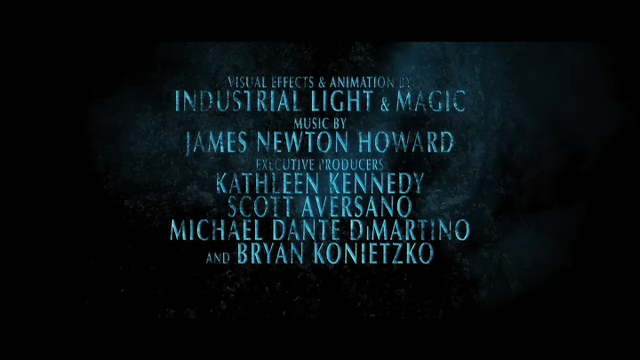 VISUAL EFFECTS & ANIMATION BY
INDUSTRIAL LIGHT & MAGIC
MUSIC BY
JAMES NEWTON HOWARD
EXECUTIVE PRODUCERS
KATHLEEN KENNEDY
SCOTT AVERSANO
MICHAEL DANTE DiMARTINO
AND BRYAN KONIETZKO